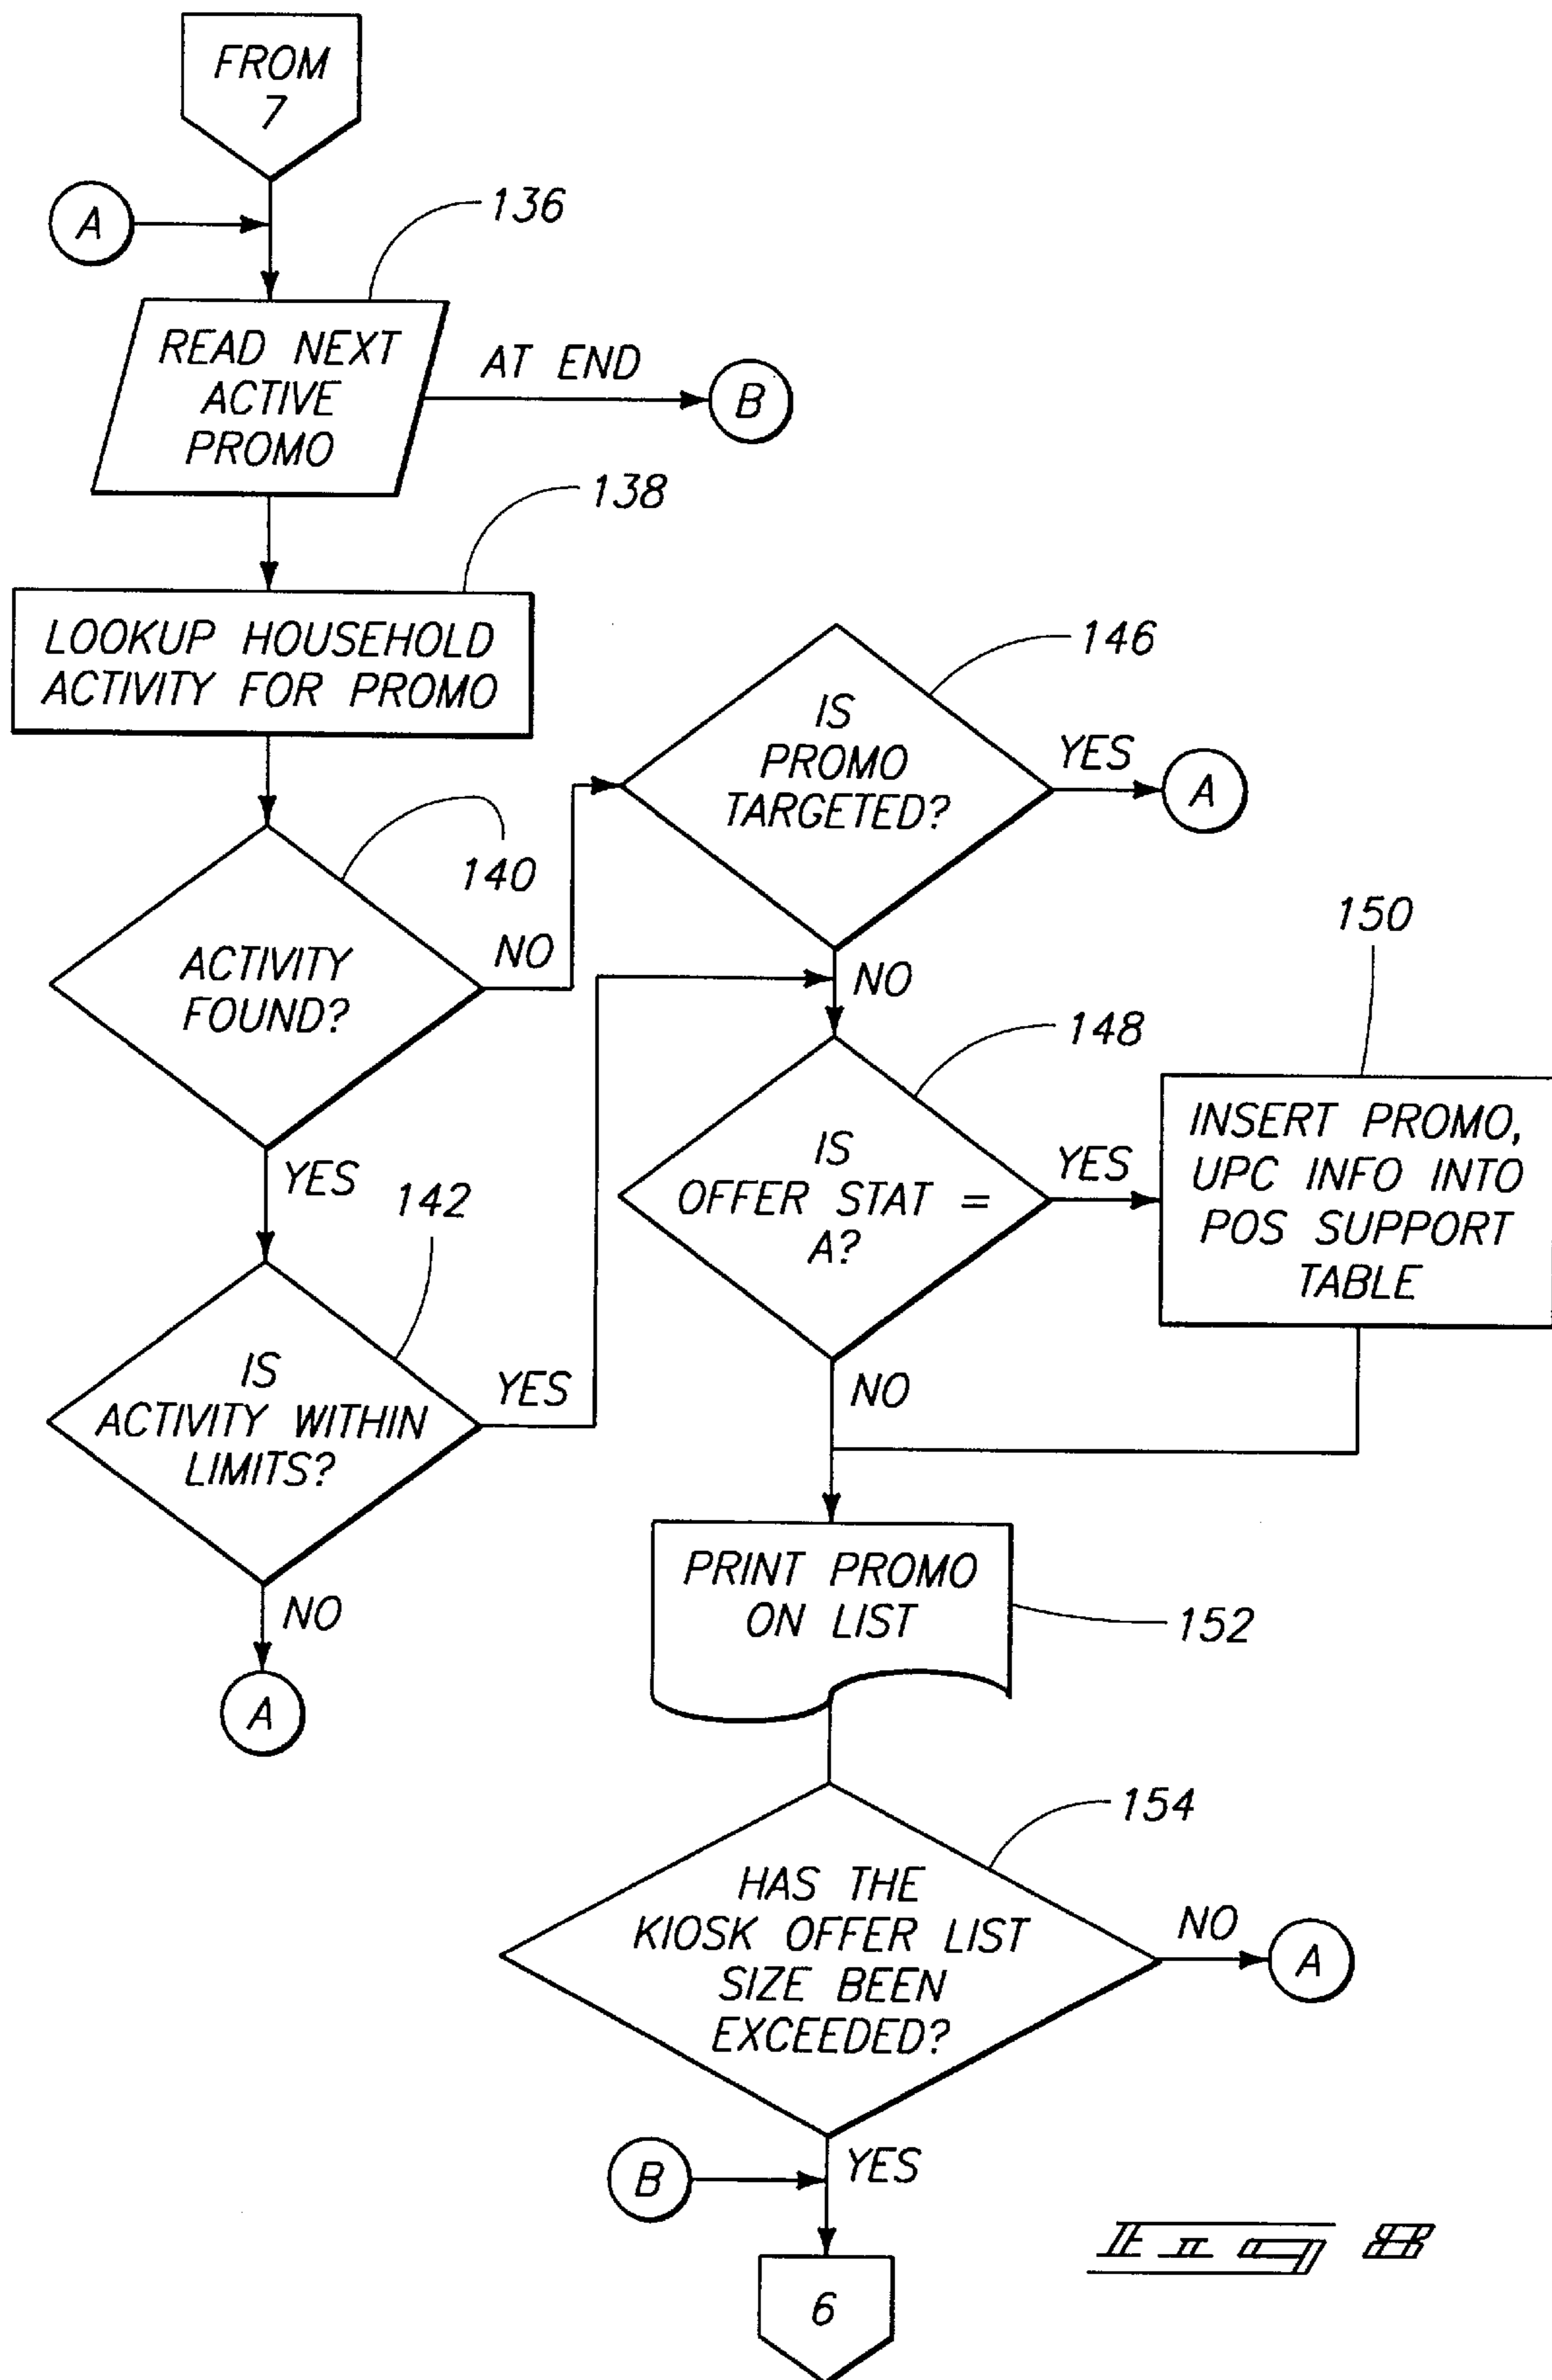 FROM
7
A
136
READ NEXT
ACTIVE
PROMO
AT END
B
138
LOOKUP HOUSEHOLD
ACTIVITY FOR PROMO
146
IS
PROMO
TARGETED?
YES
A
140
ACTIVITY
FOUND?
NO
NO
150
148
YES
IS
OFFER STAT =
A?
YES
INSERT PROMO,
UPC INFO INTO
POS SUPPORT
TABLE
142
IS
ACTIVITY WITHIN
LIMITS?
YES
NO
NO
A
PRINT PROMO
ON LIST
152
154
HAS THE
KIOSK OFFER LIST
SIZE BEEN
EXCEEDED?
NO
A
B
YES
6
Fig 8